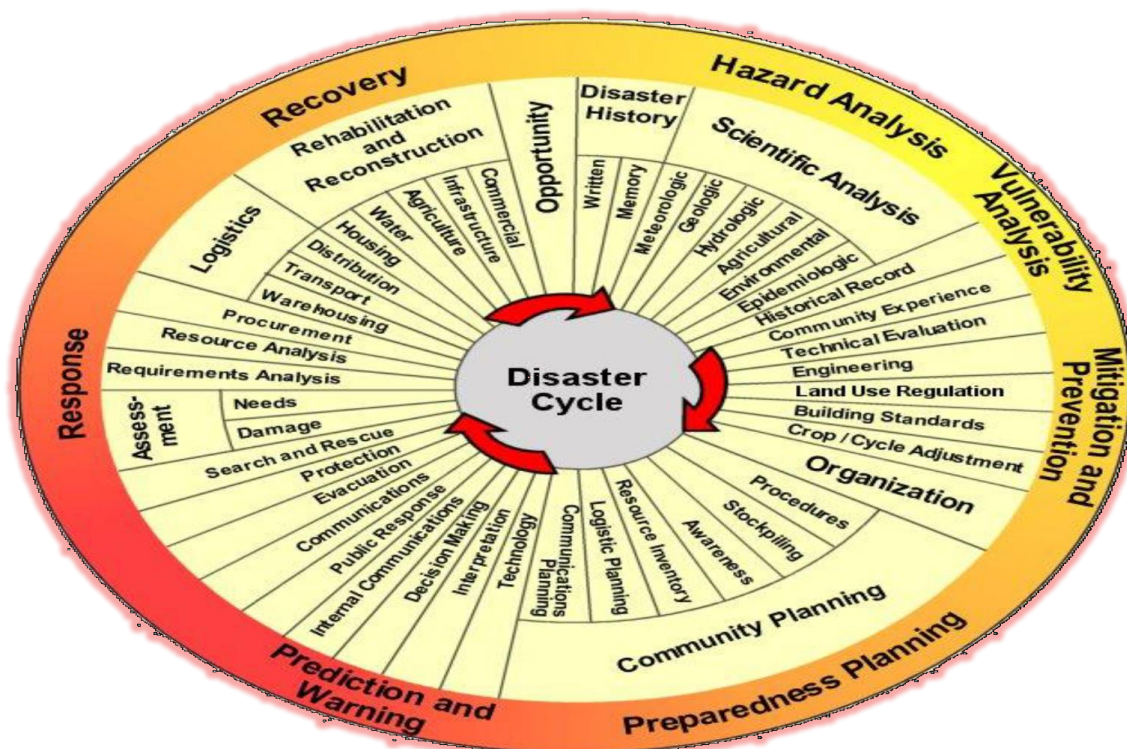 Hazard Analysis
Vulnerability
Analysis
Mitigation and
Prevention
Preparedness Planning
Prediction and
Warning
Response
Recovery
Disaster
History
Written
Memory
Scientific Analysis
Meteorologic
Geologic
Hydrologic
Agricultural
Environmental
Epidemiologic
Historical Record
Community Experience
Technical Evaluation
Engineering
Land Use Regulation
Building Standards
Crop / Cycle Adjustment
Organization
Community Planning
Procedures
Stockpiling
Awareness
Resource Inventory
Logistic Planning
Communications
Planning
Technology
Interpretation
Decision Making
Internal Communications
Public Response
Communications
Evacuation
Protection
Search and Rescue
Assess-
ment
Damage
Needs
Requirements Analysis
Resource Analysis
Procurement
Logistics
Warehousing
Transport
Distribution
Rehabilitation
and
Reconstruction
Housing
Water
Agriculture
Infrastructure
Commercial
Opportunity
Disaster
Cycle